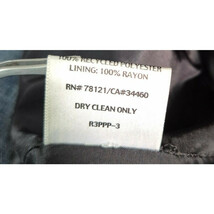 100% RECYCLED POLYESTER
LINING: 100% RAYON
RN# 78121/CA#34460
DRY CLEAN ONLY
R3PPP-3